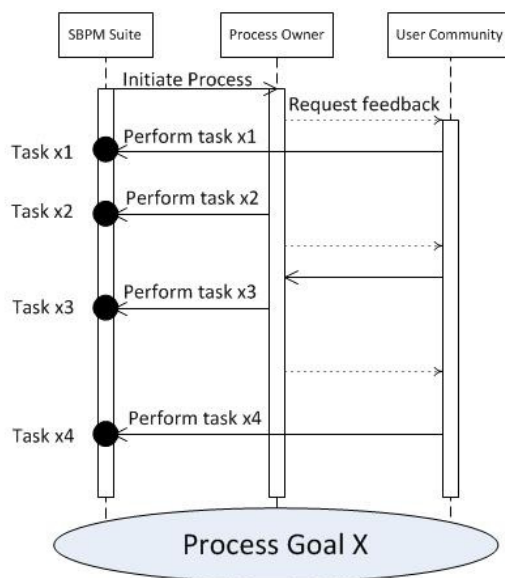 SBPM Suite
Process Owner
User Community
Initiate Process
Request feedback
Perform task x1
Task x1
Perform task x2
Task x2
Perform task x3
Task x3
Perform task x4
Task x4
Process Goal X